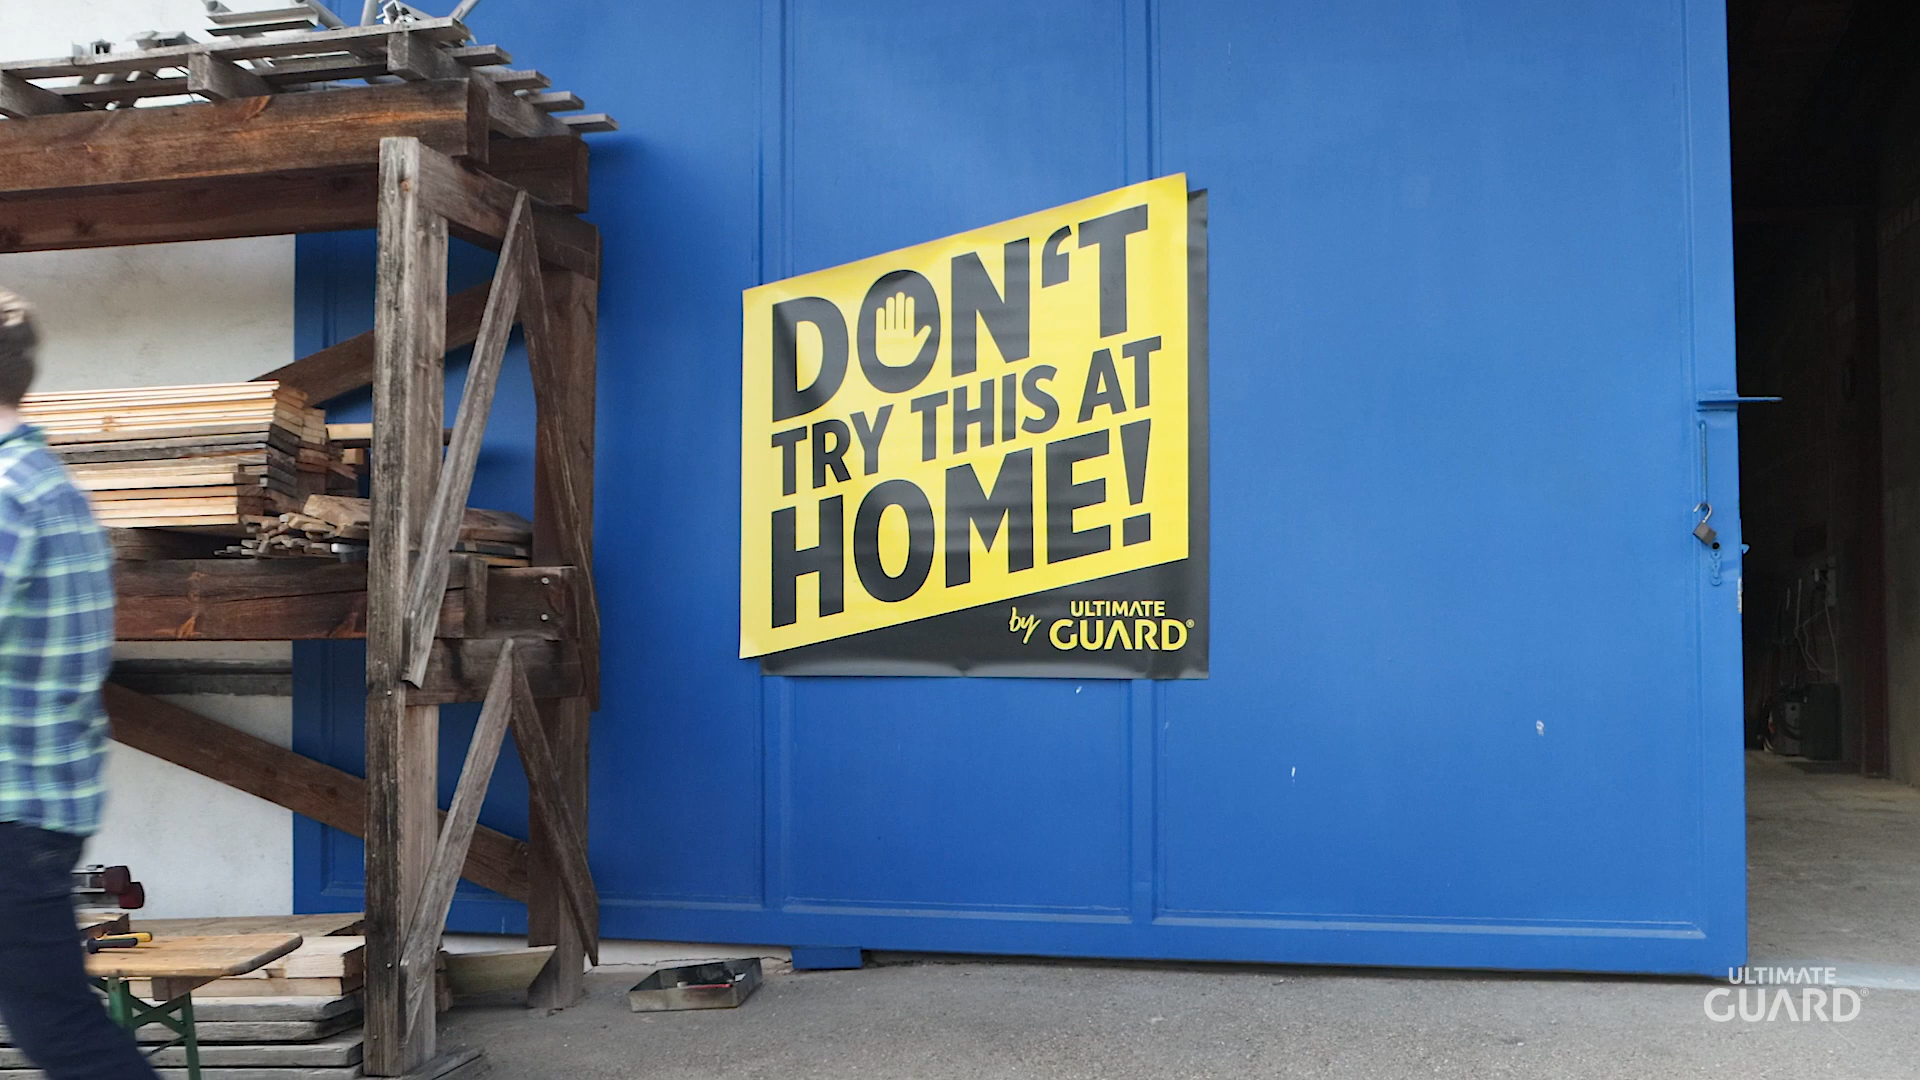 DON‘T
TRY THIS AT
HOME!
by ULTIMATE
GUARD®
ULTIMATE
GUARD®